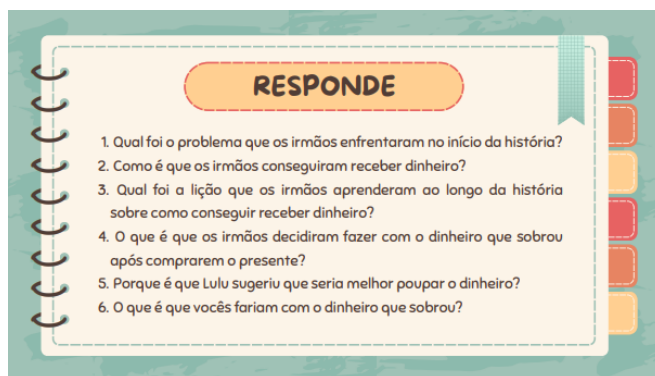 RESPONDE
1. Qual foi o problema que os irmãos enfrentaram no início da história?
2. Como é que os irmãos conseguiram receber dinheiro?
3. Qual foi a lição que os irmãos aprenderam ao longo da história
sobre como conseguir receber dinheiro?
4. O que é que os irmãos decidiram fazer com o dinheiro que sobrou
após comprarem o presente?
5. Porque é que Lulu sugeriu que seria melhor poupar o dinheiro?
6. O que é que vocês fariam com o dinheiro que sobrou?